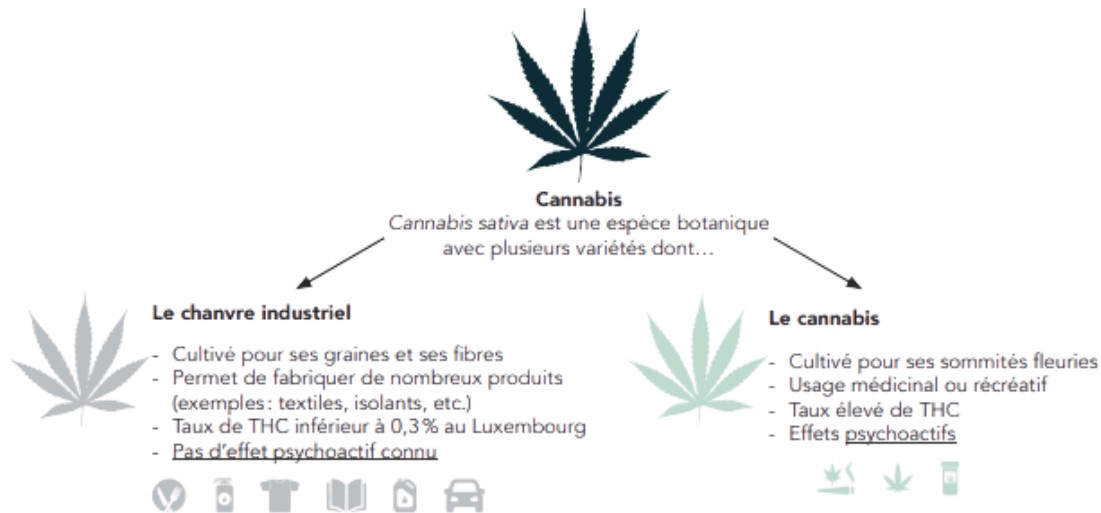 Cannabis
Cannabis sativa est une espèce botanique
avec plusieurs variétés dont...
Le chanvre industriel
- Cultivé pour ses graines et ses fibres
- Permet de fabriquer de nombreux produits
(exemples : textiles, isolants, etc.)
- Taux de THC inférieur à 0,3 % au Luxembourg
- Pas d'effet psychoactif connu
Le cannabis
- Cultivé pour ses sommités fleuries
- Usage médicinal ou récréatif
- Taux élevé de THC
- Effets psychoactifs